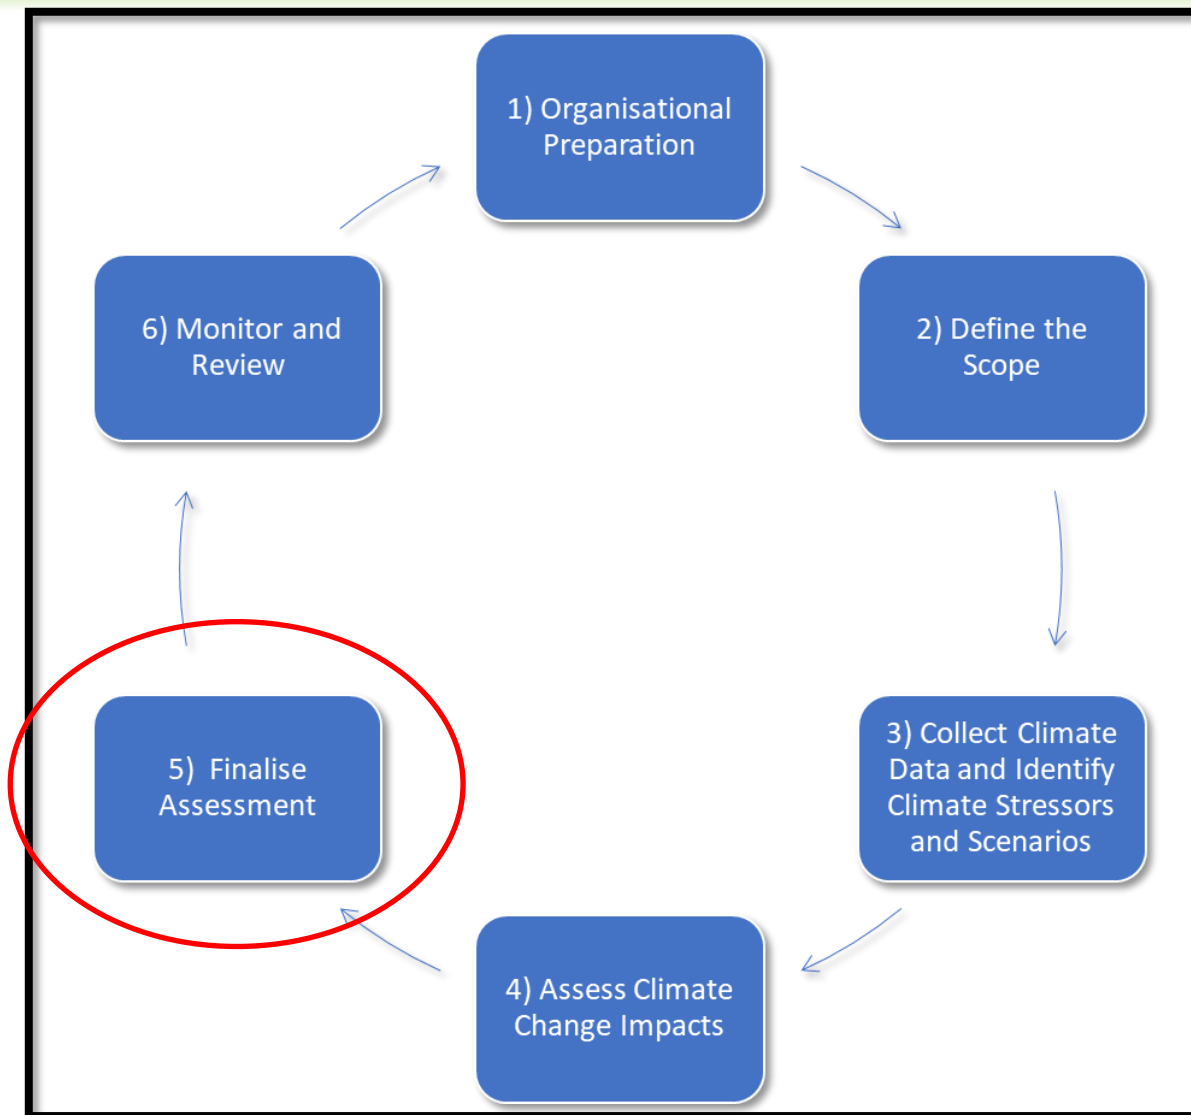 1) Organisational
Preparation
2) Define the
Scope
3) Collect Climate
Data and Identify
Climate Stressors
and Scenarios
4) Assess Climate
Change Impacts
5) Finalise
Assessment
6) Monitor and
Review